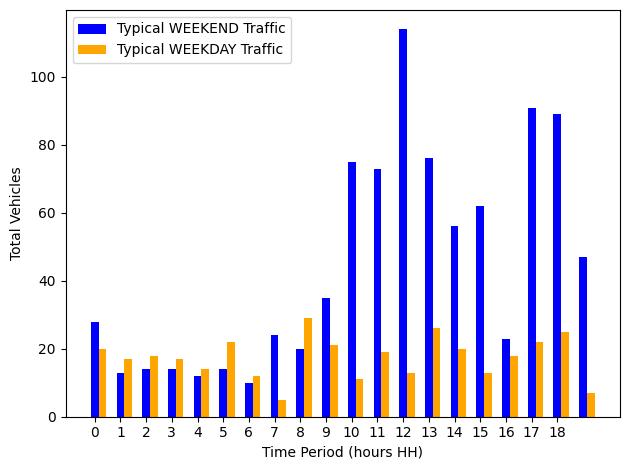 Typical WEEKEND Traffic
Typical WEEKDAY Traffic
Total Vehicles
100
80
60
40
20
0
0 1 2 3 4 5 6 7 8 9 10 11 12 13 14 15 16 17 18
Time Period (hours HH)